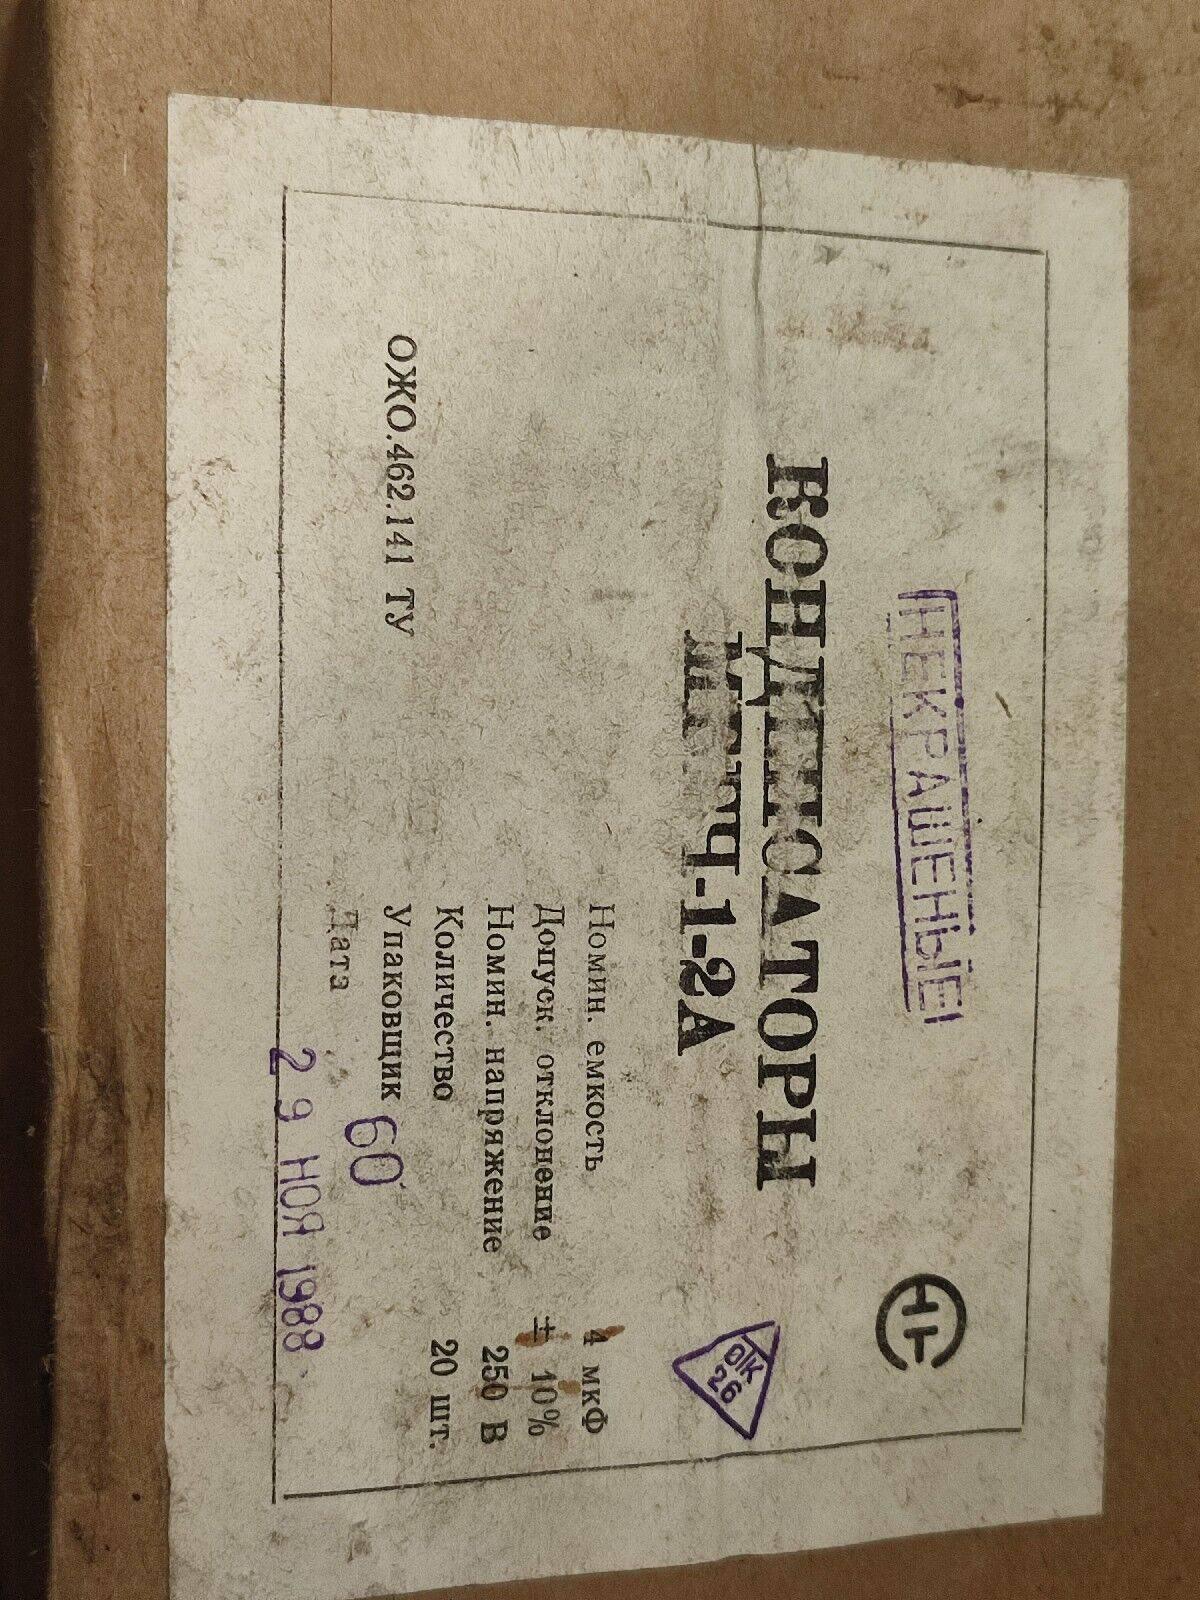 НЕКРАШЕНЫЕ
КОНДЕНСАТОРЫ
МБГЧ-1-2А
ОТК
26
Номин. емкость 4 мкФ
Допуск. отклонение ± 10%
Номин. напряжение 250 В
Количество 20 шт.
ОЖО.462.141 ТУ
Упаковщик 60
Дата 29 НОЯ 1988